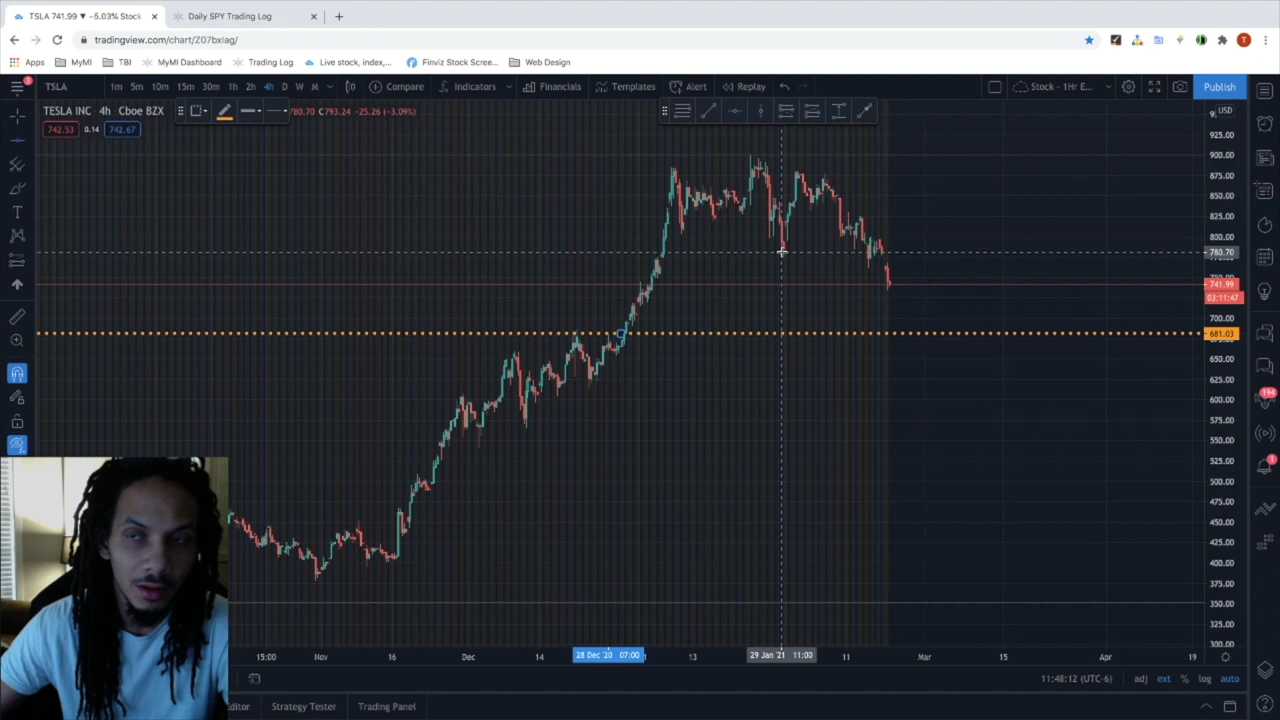 TSLA 741.99 ▼ −5.03% Stock
Daily SPY Trading Log
tradingview.com/chart/Z07bxlag/
T
Apps MyMI TBI MyMI Dashboard Trading Log Live stock, index,... Finviz Stock Scree... Web Design
TSLA 1m 5m 10m 15m 30m 1h 2h 4h D W M Compare Indicators Financials Templates Alert Replay Stock - 1Hr E... Publish
TESLA INC 4h Cboe BZX 780.70 C793.24 −25.26 (−3.09%)
742.53 0.14 742.67
USD
925.00
900.00
875.00
850.00
825.00
800.00
780.70
741.99
03:11:47
700.00
681.03
650.00
625.00
600.00
575.00
550.00
525.00
500.00
475.00
450.00
425.00
400.00
375.00
350.00
325.00
300.00
194
1
15:00 Nov 16 Dec 14 28 Dec '20 07:00 13 29 Jan '21 11:00 11 Mar 15 Apr 19
11:48:12 (UTC-6) adj ext % log auto
Editor Strategy Tester Trading Panel